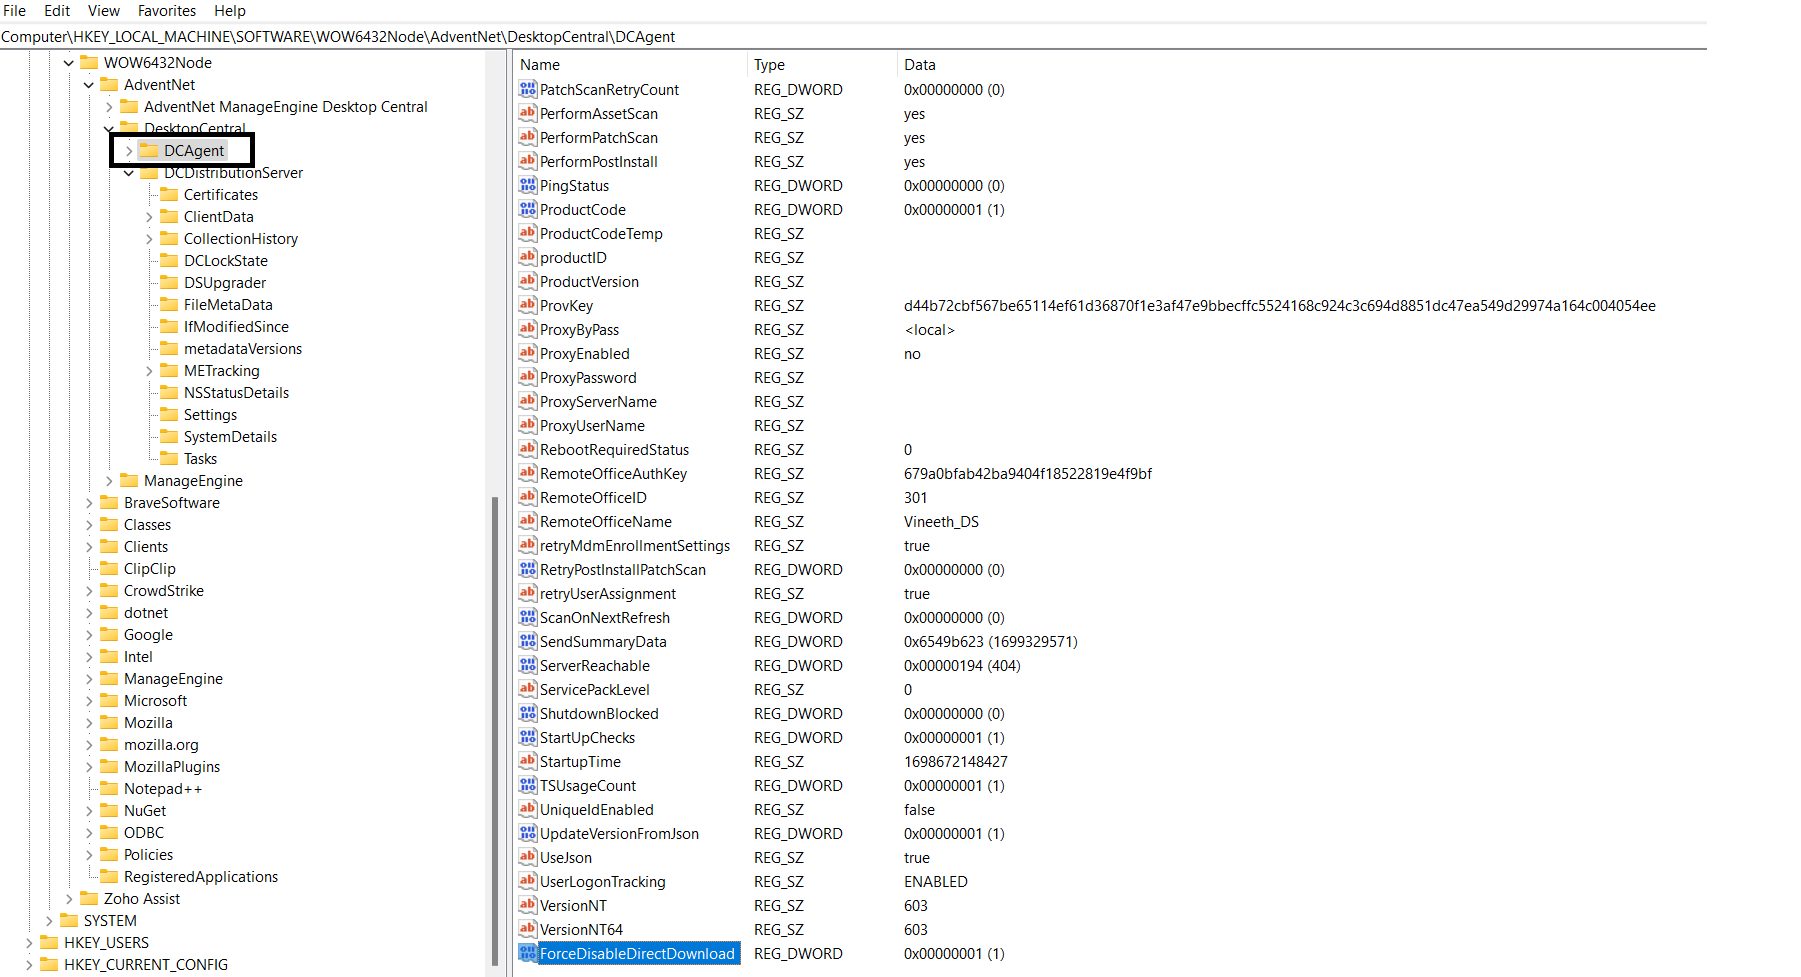 File Edit View Favorites Help
Computer\HKEY_LOCAL_MACHINE\SOFTWARE\WOW6432Node\AdventNet\DesktopCentral\DCAgent
WOW6432Node
AdventNet
AdventNet ManageEngine Desktop Central
DesktopCentral
DCAgent
DCDistributionServer
Certificates
ClientData
CollectionHistory
DCLockState
DSUpgrader
FileMetaData
IfModifiedSince
metadataVersions
METracking
NSStatusDetails
Settings
SystemDetails
Tasks
ManageEngine
BraveSoftware
Classes
Clients
ClipClip
CrowdStrike
dotnet
Google
Intel
ManageEngine
Microsoft
Mozilla
mozilla.org
MozillaPlugins
Notepad++
NuGet
ODBC
Policies
RegisteredApplications
Zoho Assist
SYSTEM
HKEY_USERS
HKEY_CURRENT_CONFIG
Name Type Data
PatchScanRetryCount REG_DWORD 0x00000000 (0)
PerformAssetScan REG_SZ yes
PerformPatchScan REG_SZ yes
PerformPostInstall REG_SZ yes
PingStatus REG_DWORD 0x00000000 (0)
ProductCode REG_DWORD 0x00000001 (1)
ProductCodeTemp REG_SZ
productID REG_SZ
ProductVersion REG_SZ
ProvKey REG_SZ d44b72cbf567be65114ef61d36870f1e3af47e9bbecffc5524168c924c3c694d8851dc47ea549d29974a164c004054ee
ProxyByPass REG_SZ <local>
ProxyEnabled REG_SZ no
ProxyPassword REG_SZ
ProxyServerName REG_SZ
ProxyUserName REG_SZ
RebootRequiredStatus REG_SZ 0
RemoteOfficeAuthKey REG_SZ 679a0bfab42ba9404f18522819e4f9bf
RemoteOfficeID REG_SZ 301
RemoteOfficeName REG_SZ Vineeth_DS
retryMdmEnrollmentSettings REG_SZ true
RetryPostInstallPatchScan REG_DWORD 0x00000000 (0)
retryUserAssignment REG_SZ true
ScanOnNextRefresh REG_DWORD 0x00000000 (0)
SendSummaryData REG_DWORD 0x6549b623 (1699329571)
ServerReachable REG_DWORD 0x00000194 (404)
ServicePackLevel REG_SZ 0
ShutdownBlocked REG_DWORD 0x00000000 (0)
StartUpChecks REG_DWORD 0x00000001 (1)
StartupTime REG_SZ 1698672148427
TSUsageCount REG_DWORD 0x00000001 (1)
UniqueIdEnabled REG_SZ false
UpdateVersionFromJson REG_DWORD 0x00000001 (1)
UseJson REG_SZ true
UserLogonTracking REG_SZ ENABLED
VersionNT REG_SZ 603
VersionNT64 REG_SZ 603
ForceDisableDirectDownload REG_DWORD 0x00000001 (1)